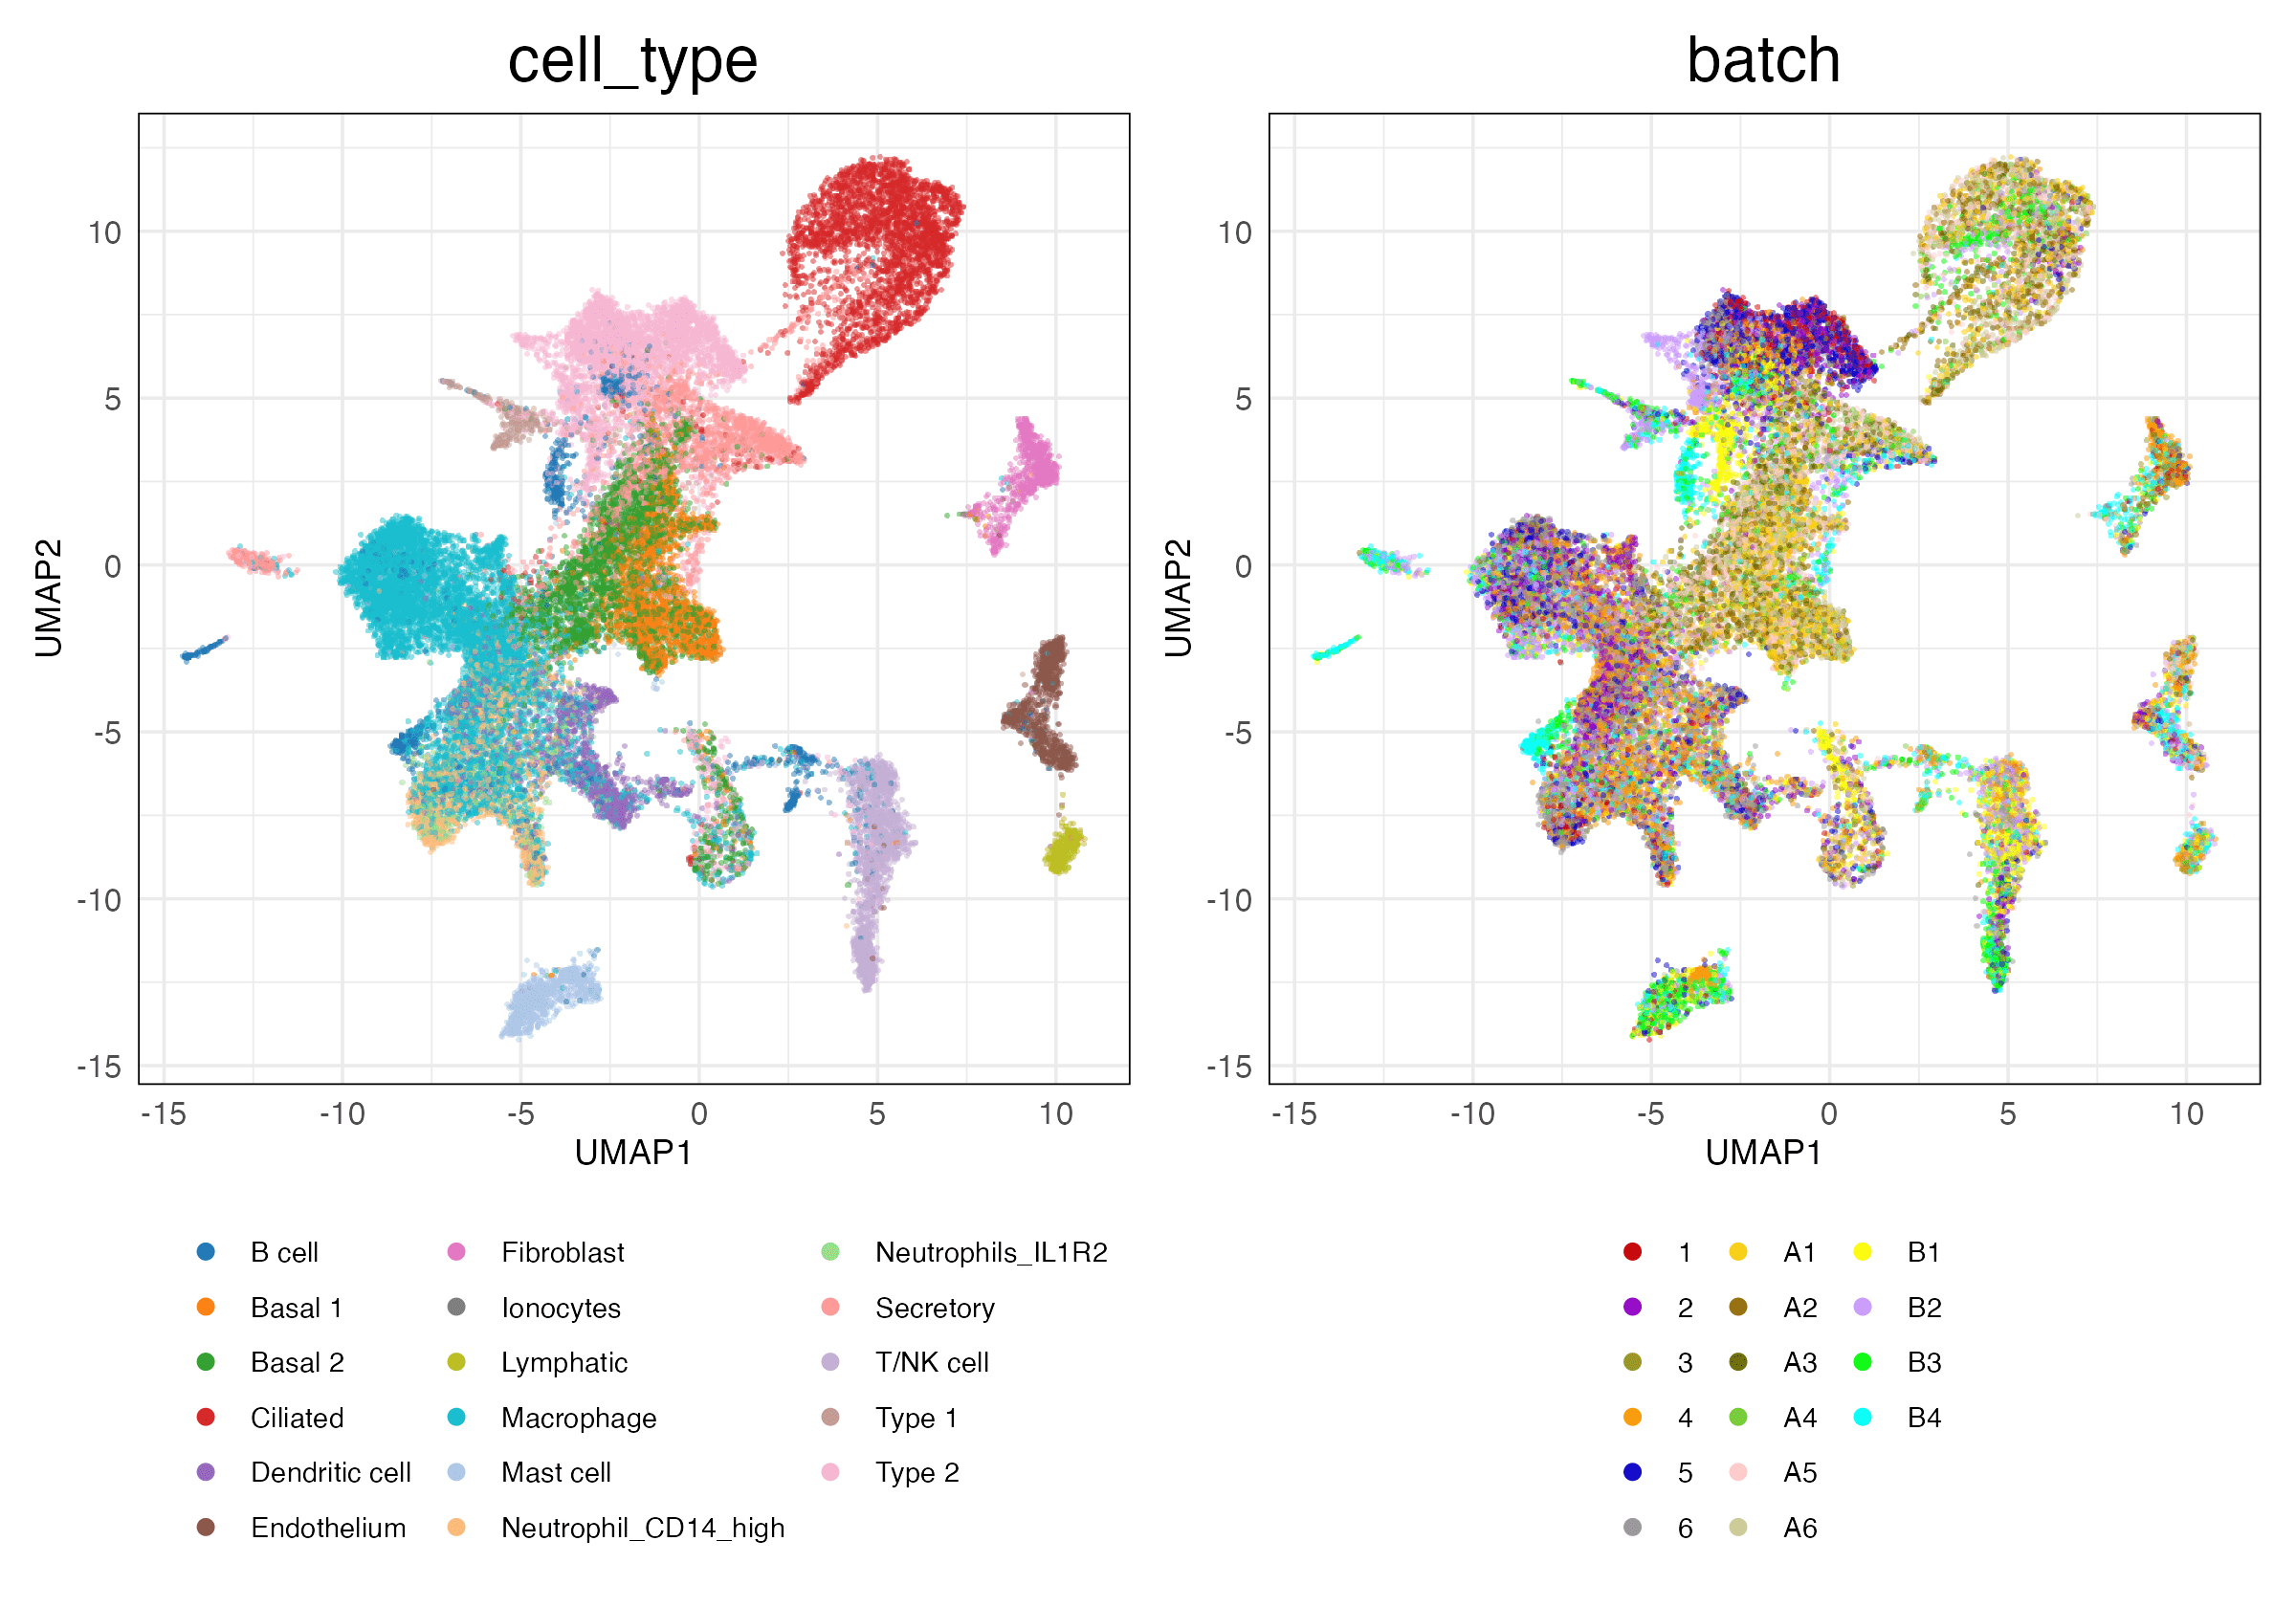 cell_type
batch
10
5
0
-5
-10
-15
UMAP2
-15 -10 -5 0 5 10
UMAP1
10
5
0
-5
-10
-15
UMAP2
-15 -10 -5 0 5 10
UMAP1
B cell Fibroblast Neutrophils_IL1R2
Basal 1 Ionocytes Secretory
Basal 2 Lymphatic T/NK cell
Ciliated Macrophage Type 1
Dendritic cell Mast cell Type 2
Endothelium Neutrophil_CD14_high
1 A1 B1
2 A2 B2
3 A3 B3
4 A4 B4
5 A5
6 A6